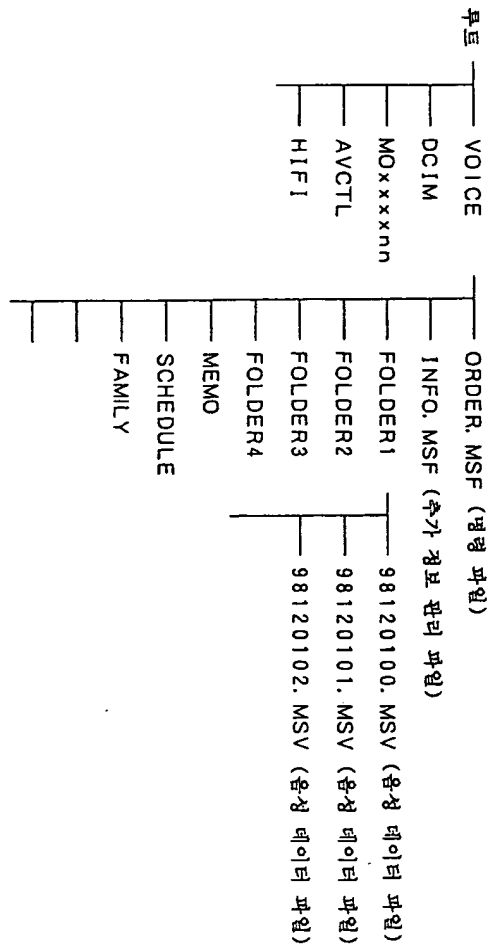 루트
VOICE
DCIM
MOxxxxnn
AVCTL
HIFI
ORDER. MSF (명령 파일)
INFO. MSF (추가 정보 관리 파일)
FOLDER1
FOLDER2
FOLDER3
FOLDER4
MEMO
SCHEDULE
FAMILY
98120100. MSV (음성 데이터 파일)
98120101. MSV (음성 데이터 파일)
98120102. MSV (음성 데이터 파일)